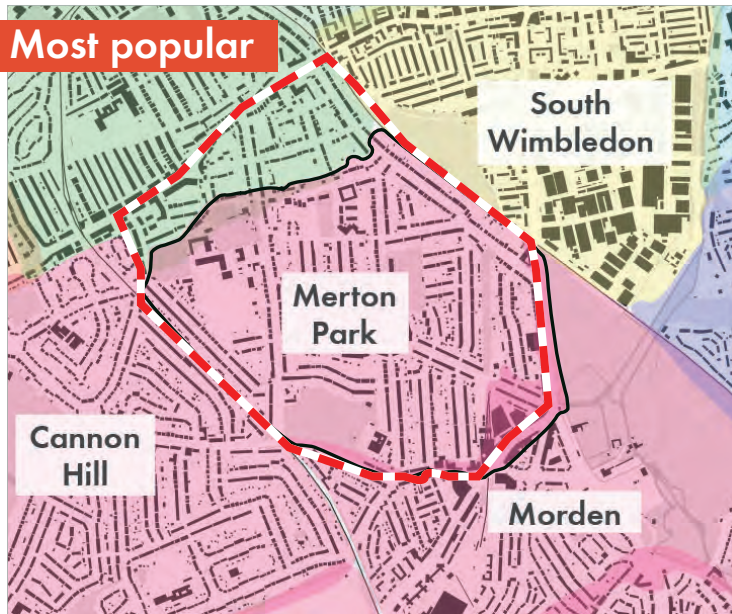 Most popular
South
Wimbledon
Merton
Park
Cannon
Hill
Morden